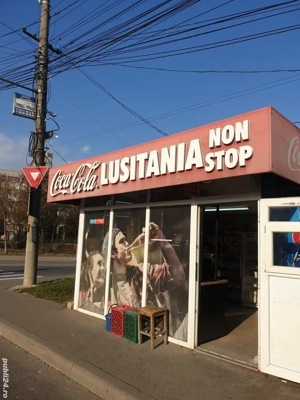 Coca-Cola LUSITANIA NON
STOP
publi24.ro